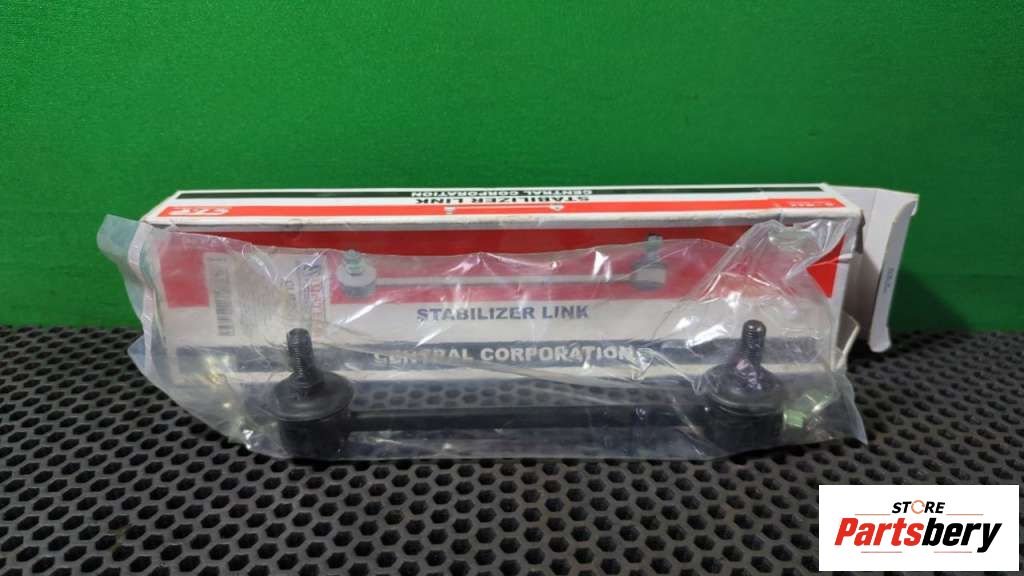 STABILIZER LINK
CENTRAL CORPORATION
CTR
STABILIZER LINK
CENTRAL CORPORATION
STORE
Partsbery